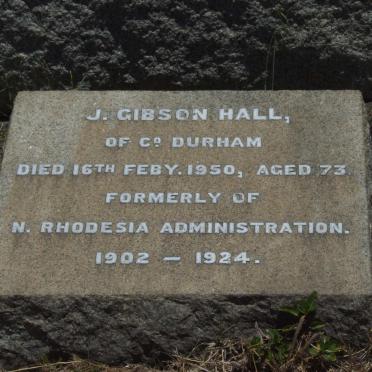 J. GIBSON HALL,
OF Cº DURHAM
DIED 16TH FEBY. 1950, AGED 73.
FORMERLY OF
N. RHODESIA ADMINISTRATION.
1902 — 1924.